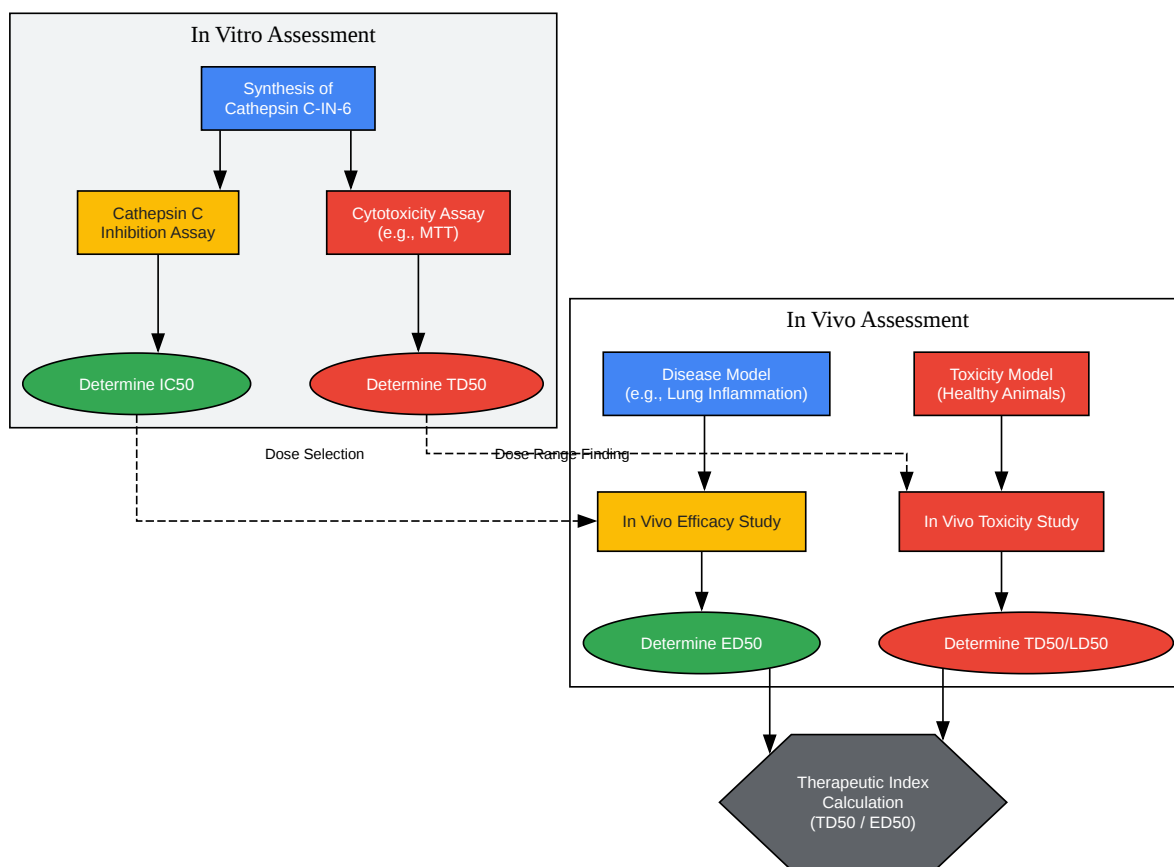 In Vitro Assessment
Synthesis of
Cathepsin C-IN-6
Cathepsin C
Inhibition Assay
Cytotoxicity Assay
(e.g., MTT)
Determine IC50
Determine TD50
Dose Selection
Dose Range Finding
In Vivo Assessment
Disease Model
(e.g., Lung Inflammation)
Toxicity Model
(Healthy Animals)
In Vivo Efficacy Study
In Vivo Toxicity Study
Determine ED50
Determine TD50/LD50
Therapeutic Index
Calculation
(TD50 / ED50)